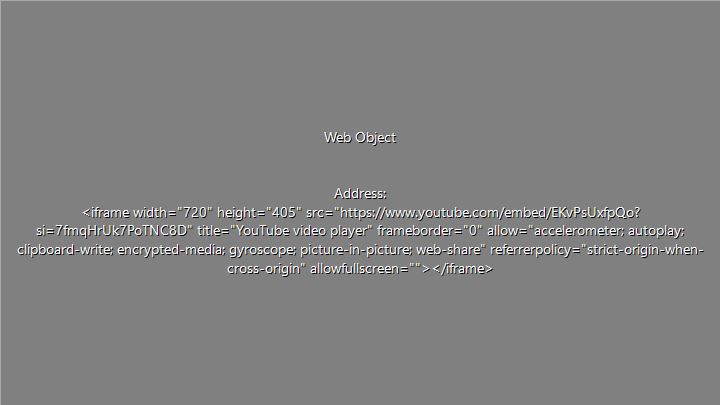 Web Object
Address:
<iframe width="720" height="405" src="https://www.youtube.com/embed/EKvPsUxfpQo?
si=7fmqHrUk7PoTNC8D" title="YouTube video player" frameborder="0" allow="accelerometer; autoplay;
clipboard-write; encrypted-media; gyroscope; picture-in-picture; web-share" referrerpolicy="strict-origin-when-
cross-origin" allowfullscreen=""></iframe>